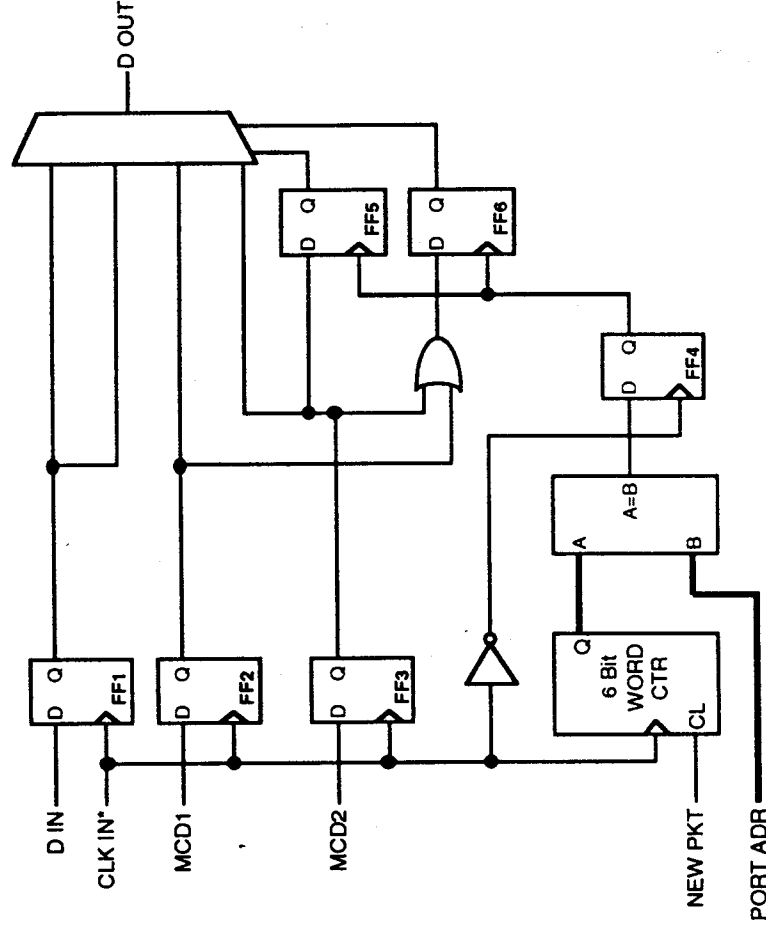 D OUT
Q
D
FF5
Q
D
FF6
D
Q
FF4
A=B
A
B
D
Q
FF1
D
Q
FF2
D
Q
FF3
Q
6 Bit
WORD
CTR
CL
D IN
CLK IN*
MCD1
MCD2
NEW PKT
PORT ADR